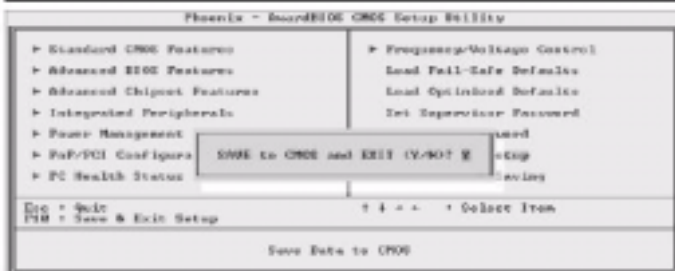 Phoenix - AwardBIOS CMOS Setup Utility
► Standard CMOS Features
► Advanced BIOS Features
► Advanced Chipset Features
► Integrated Peripherals
► Power Management
► PnP/PCI Configura
► PC Health Status
► Frequency/Voltage Control
Load Fail-Safe Defaults
Load Optimized Defaults
Set Supervisor Password
SAVE to CMOS and EXIT (Y/N)? Y
Esc : Quit
F10 : Save & Exit Setup
: Select Item
Save Data to CMOS